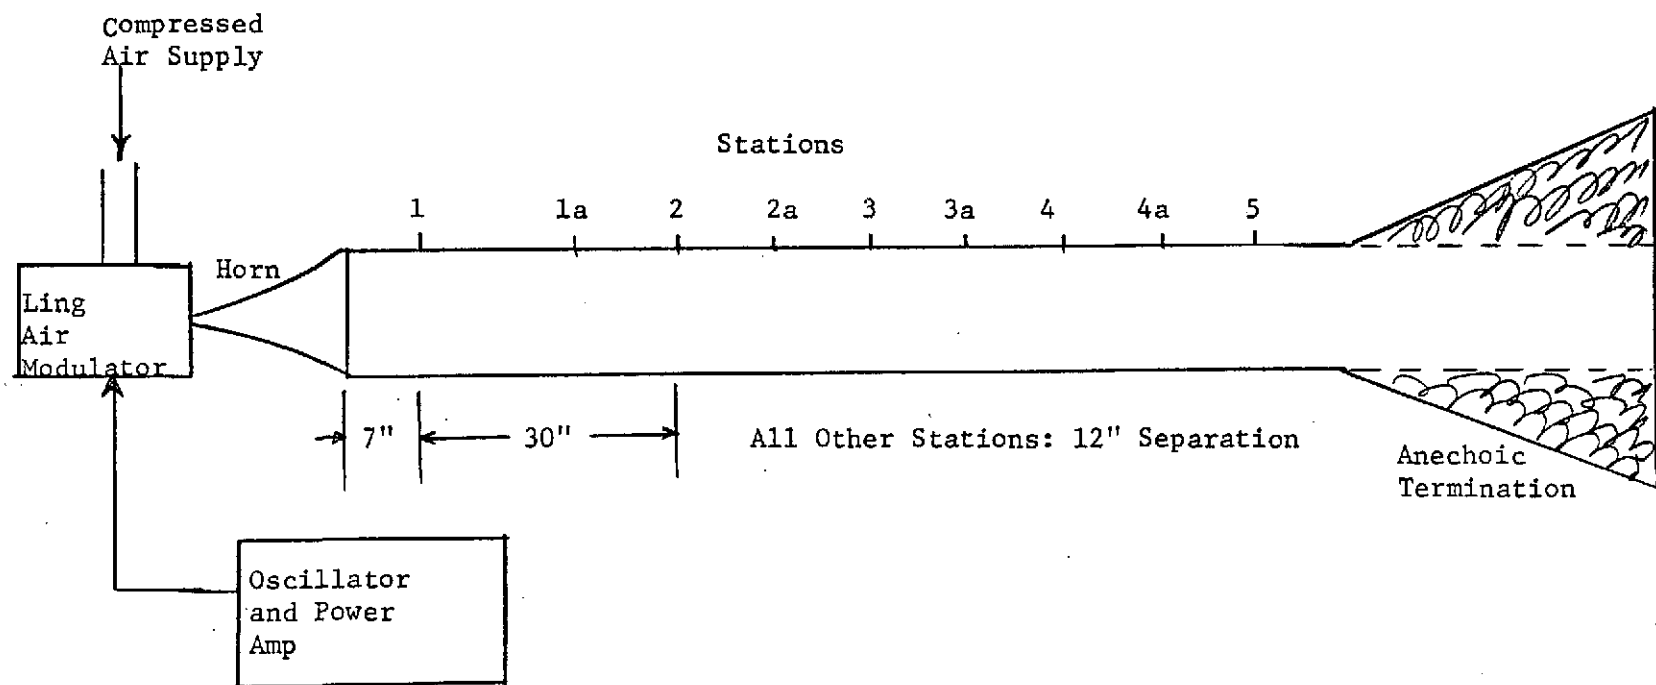 Compressed
Air Supply
Stations
1 1a 2 2a 3 3a 4 4a 5
Horn
Ling
Air
Modulator
7" 30" All Other Stations: 12" Separation
Anechoic
Termination
Oscillator
and Power
Amp